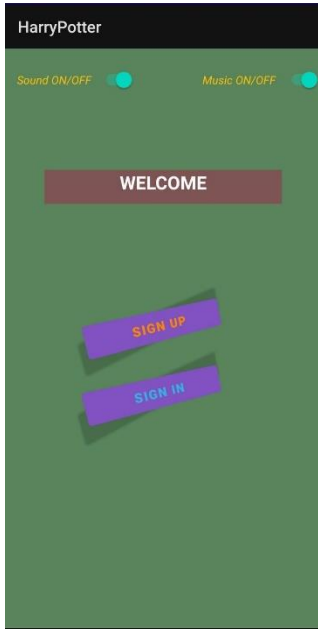 HarryPotter
Sound ON/OFF Music ON/OFF
WELCOME
SIGN UP
SIGN IN